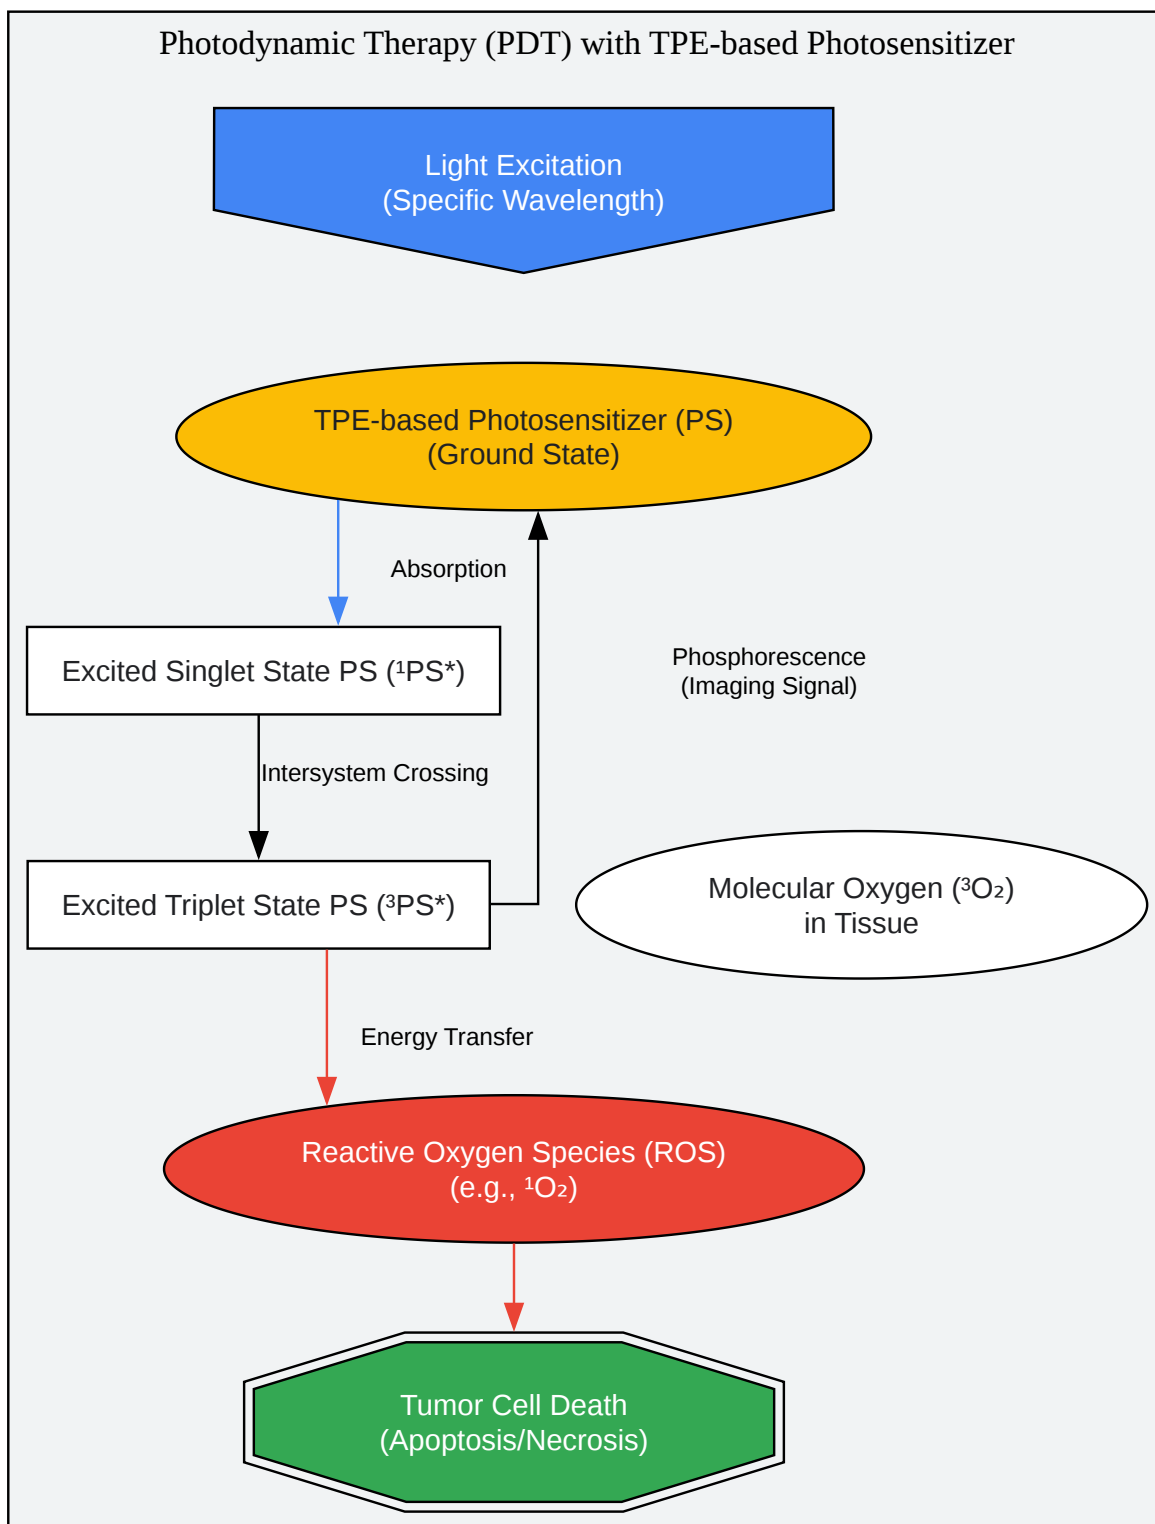 Photodynamic Therapy (PDT) with TPE-based Photosensitizer
Light Excitation
(Specific Wavelength)
TPE-based Photosensitizer (PS)
(Ground State)
Absorption
Excited Singlet State PS (¹PS*)
Phosphorescence
(Imaging Signal)
Intersystem Crossing
Excited Triplet State PS (³PS*)
Molecular Oxygen (³O₂)
in Tissue
Energy Transfer
Reactive Oxygen Species (ROS)
(e.g., ¹O₂)
Tumor Cell Death
(Apoptosis/Necrosis)